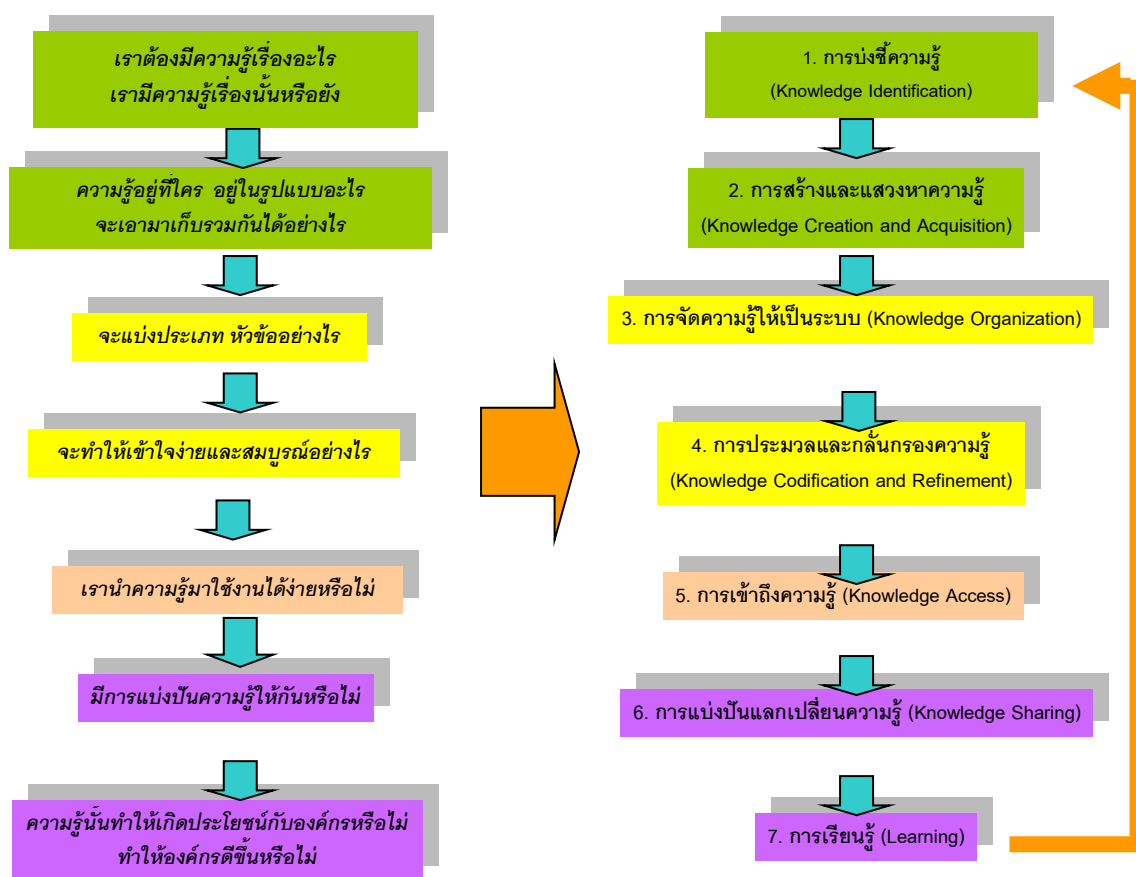 เราต้องมีความรู้เรื่องอะไร
เรามีความรู้เรื่องนั้นหรือยัง
ความรู้อยู่ที่ใคร อยู่ในรูปแบบอะไร
จะเอามาเก็บรวมกันได้อย่างไร
จะแบ่งประเภท หัวข้ออย่างไร
จะทำให้เข้าใจง่ายและสมบูรณ์อย่างไร
เรานำความรู้มาใช้งานได้ง่ายหรือไม่
มีการแบ่งปันความรู้ให้กันหรือไม่
ความรู้นั้นทำให้เกิดประโยชน์กับองค์กรหรือไม่
ทำให้องค์กรดีขึ้นหรือไม่
1. การบ่งชี้ความรู้
(Knowledge Identification)
2. การสร้างและแสวงหาความรู้
(Knowledge Creation and Acquisition)
3. การจัดความรู้ให้เป็นระบบ (Knowledge Organization)
4. การประมวลและกลั่นกรองความรู้
(Knowledge Codification and Refinement)
5. การเข้าถึงความรู้ (Knowledge Access)
6. การแบ่งปันแลกเปลี่ยนความรู้ (Knowledge Sharing)
7. การเรียนรู้ (Learning)